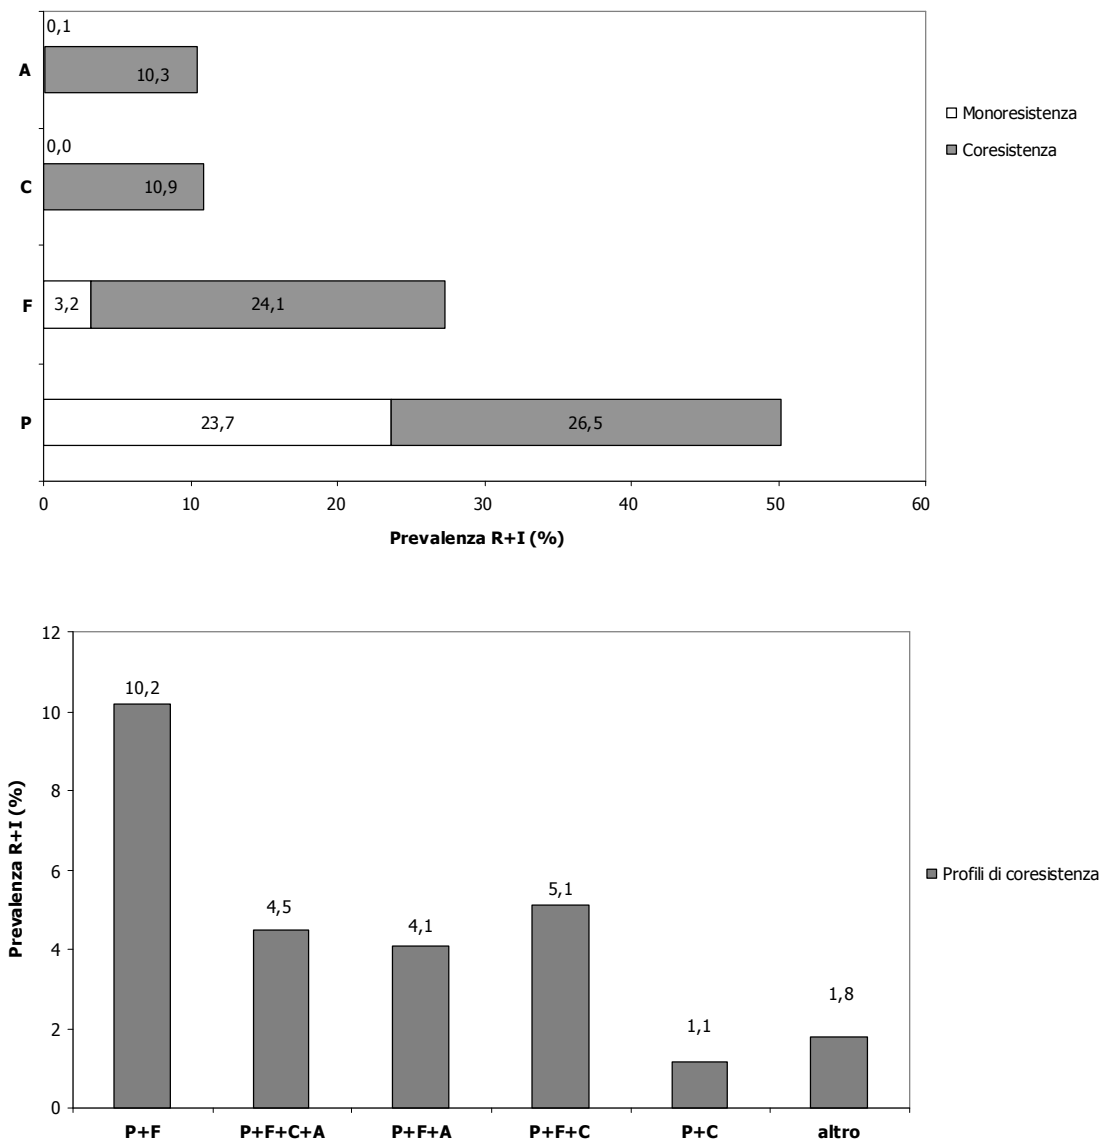 0,1
A
10,3
Monoresistenza
Coresistenza
0,0
C
10,9
F
3,2
24,1
P
23,7
26,5
0 10 20 30 40 50 60
Prevalenza R+I (%)
12
10
8
6
4
2
0
Prevalenza R+I (%)
10,2
4,5
4,1
5,1
1,1
1,8
Profili di coresistenza
P+F P+F+C+A P+F+A P+F+C P+C altro